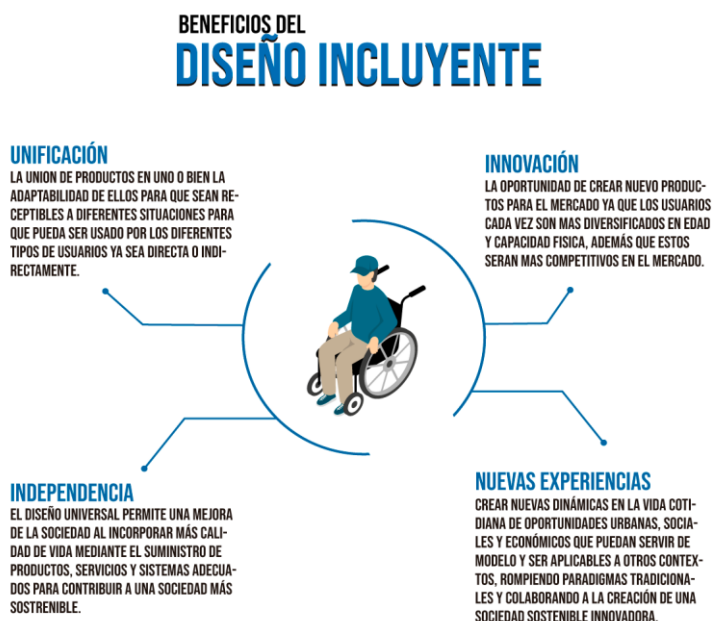 BENEFICIOS DEL
DISEÑO INCLUYENTE
UNIFICACIÓN
LA UNION DE PRODUCTOS EN UNO O BIEN LA
ADAPTABILIDAD DE ELLOS PARA QUE SEAN RE-
CEPTIBLES A DIFERENTES SITUACIONES PARA
QUE PUEDA SER USADO POR LOS DIFERENTES
TIPOS DE USUARIOS YA SEA DIRECTA O INDI-
RECTAMENTE.
INNOVACIÓN
LA OPORTUNIDAD DE CREAR NUEVO PRODUC-
TOS PARA EL MERCADO YA QUE LOS USUARIOS
CADA VEZ SON MAS DIVERSIFICADOS EN EDAD
Y CAPACIDAD FISICA, ADEMÁS QUE ESTOS
SERAN MAS COMPETITIVOS EN EL MERCADO.
INDEPENDENCIA
EL DISEÑO UNIVERSAL PERMITE UNA MEJORA
DE LA SOCIEDAD AL INCORPORAR MÁS CALI-
DAD DE VIDA MEDIANTE EL SUMINISTRO DE
PRODUCTOS, SERVICIOS Y SISTEMAS ADECUA-
DOS PARA CONTRIBUIR A UNA SOCIEDAD MÁS
SOSTRENIBLE.
NUEVAS EXPERIENCIAS
CREAR NUEVAS DINÁMICAS EN LA VIDA COTI-
DIANA DE OPORTUNIDADES URBANAS, SOCIA-
LES Y ECONÓMICOS QUE PUEDAN SERVIR DE
MODELO Y SER APLICABLES A OTROS CONTEX-
TOS, ROMPIENDO PARADIGMAS TRADICIONA-
LES Y COLABORANDO A LA CREACIÓN DE UNA
SOCIEDAD SOSTENIBLE INNOVADORA.